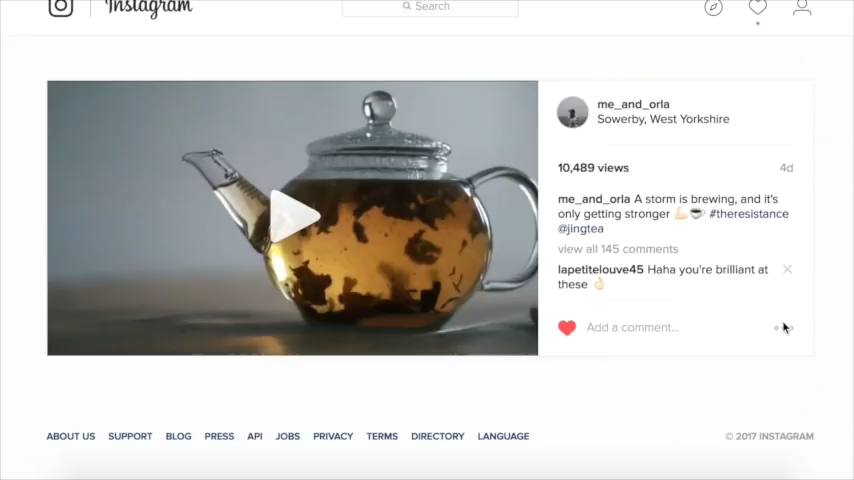 Instagram
Search
me_and_orla
Sowerby, West Yorkshire
10,489 views
4d
me_and_orla A storm is brewing, and it's
only getting stronger 💪🏻☕ #theresistance
@jingtea
view all 145 comments
lapetitelouve45 Haha you're brilliant at
these 👌🏻
Add a comment...
ABOUT US SUPPORT BLOG PRESS API JOBS PRIVACY TERMS DIRECTORY LANGUAGE
© 2017 INSTAGRAM